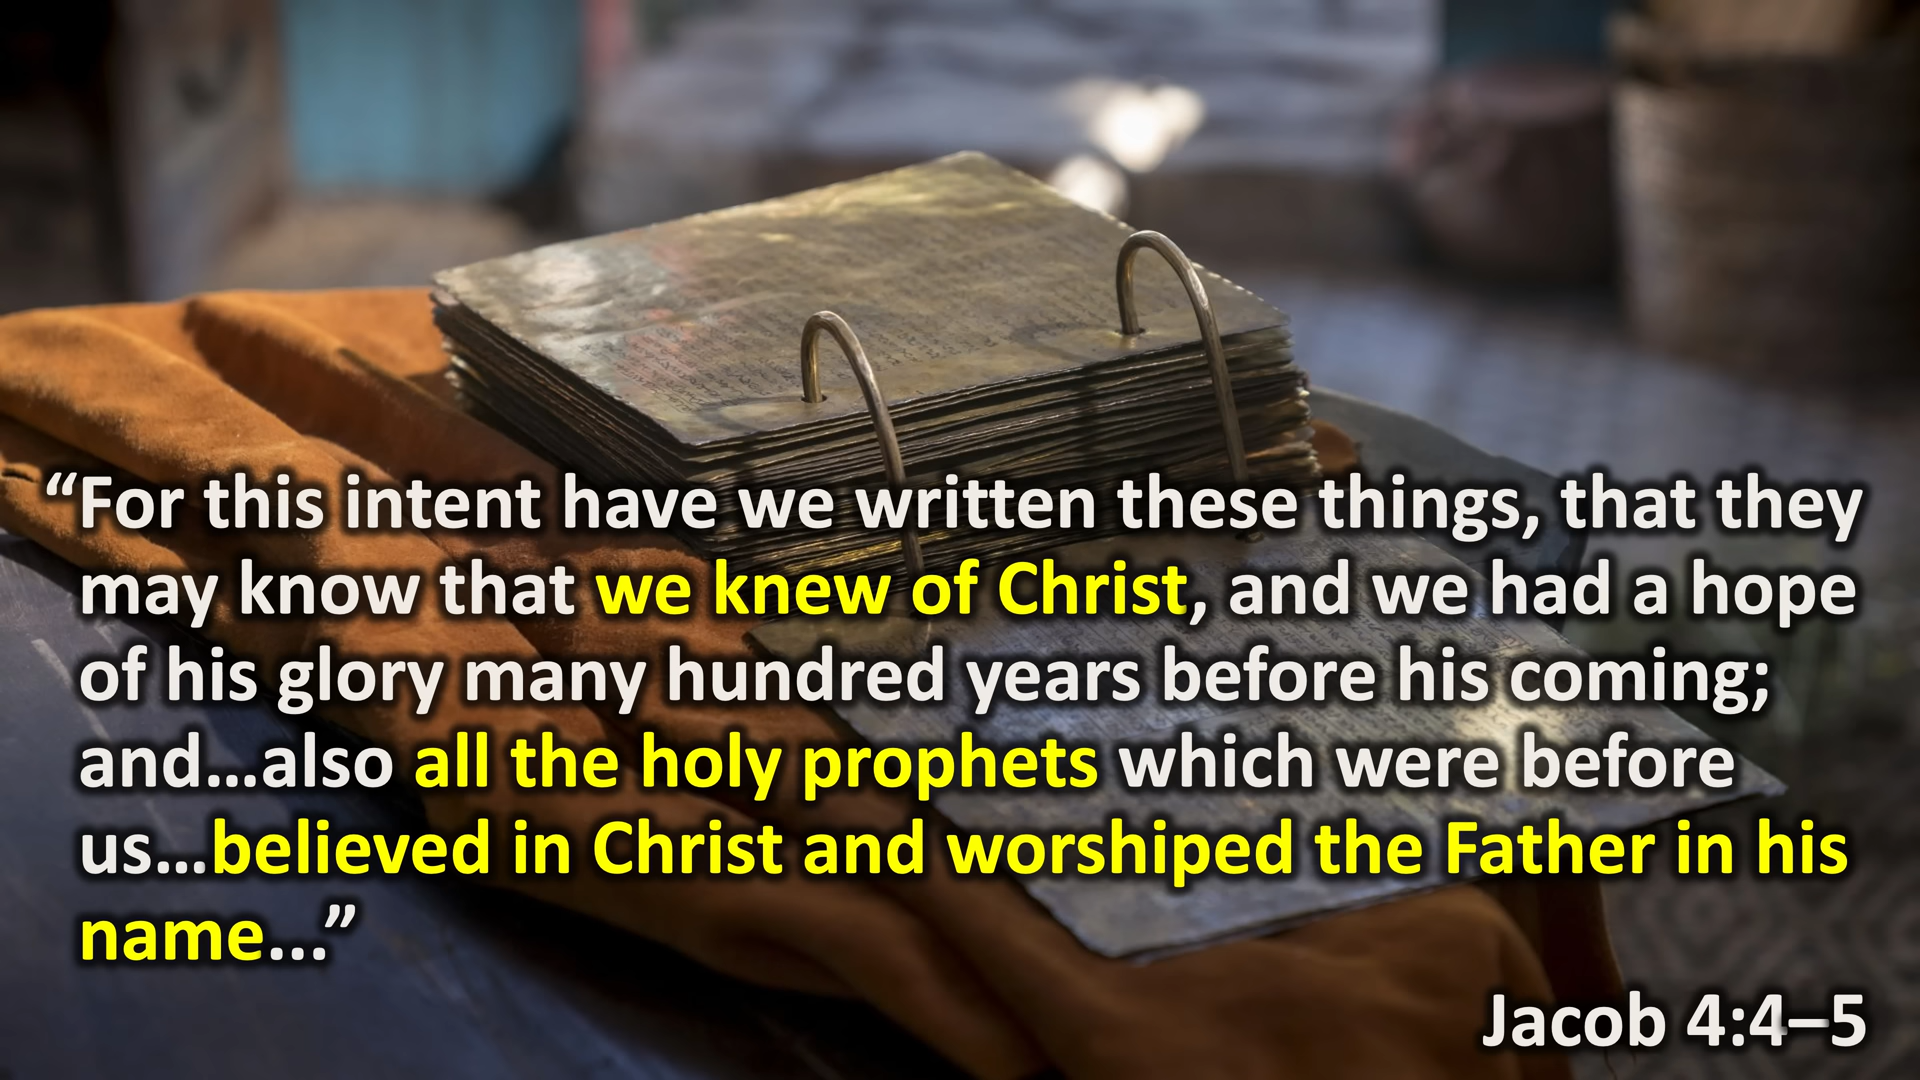 “For this intent have we written these things, that they
may know that we knew of Christ, and we had a hope
of his glory many hundred years before his coming;
and…also all the holy prophets which were before
us…believed in Christ and worshiped the Father in his
name…”
Jacob 4:4–5